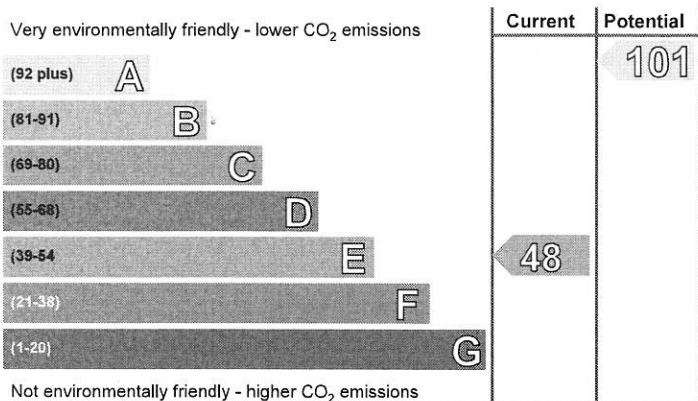 Current Potential
Very environmentally friendly - lower CO₂ emissions
(92 plus) A 101
(81-91) B
(69-80) C
(55-68) D
(39-54 E 48
(21-38) F
(1-20) G
Not environmentally friendly - higher CO₂ emissions